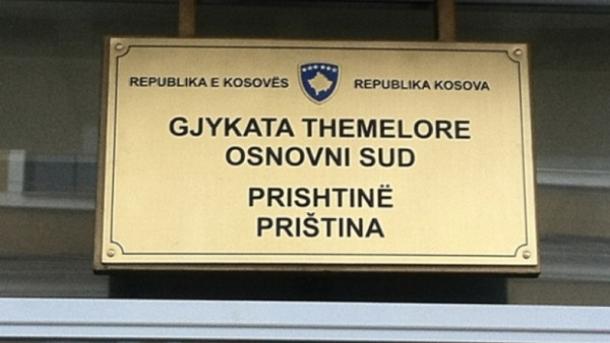 REPUBLIKA E KOSOVËS REPUBLIKA KOSOVA
GJYKATA THEMELORE
OSNOVNI SUD
PRISHTINË
PRIŠTINA